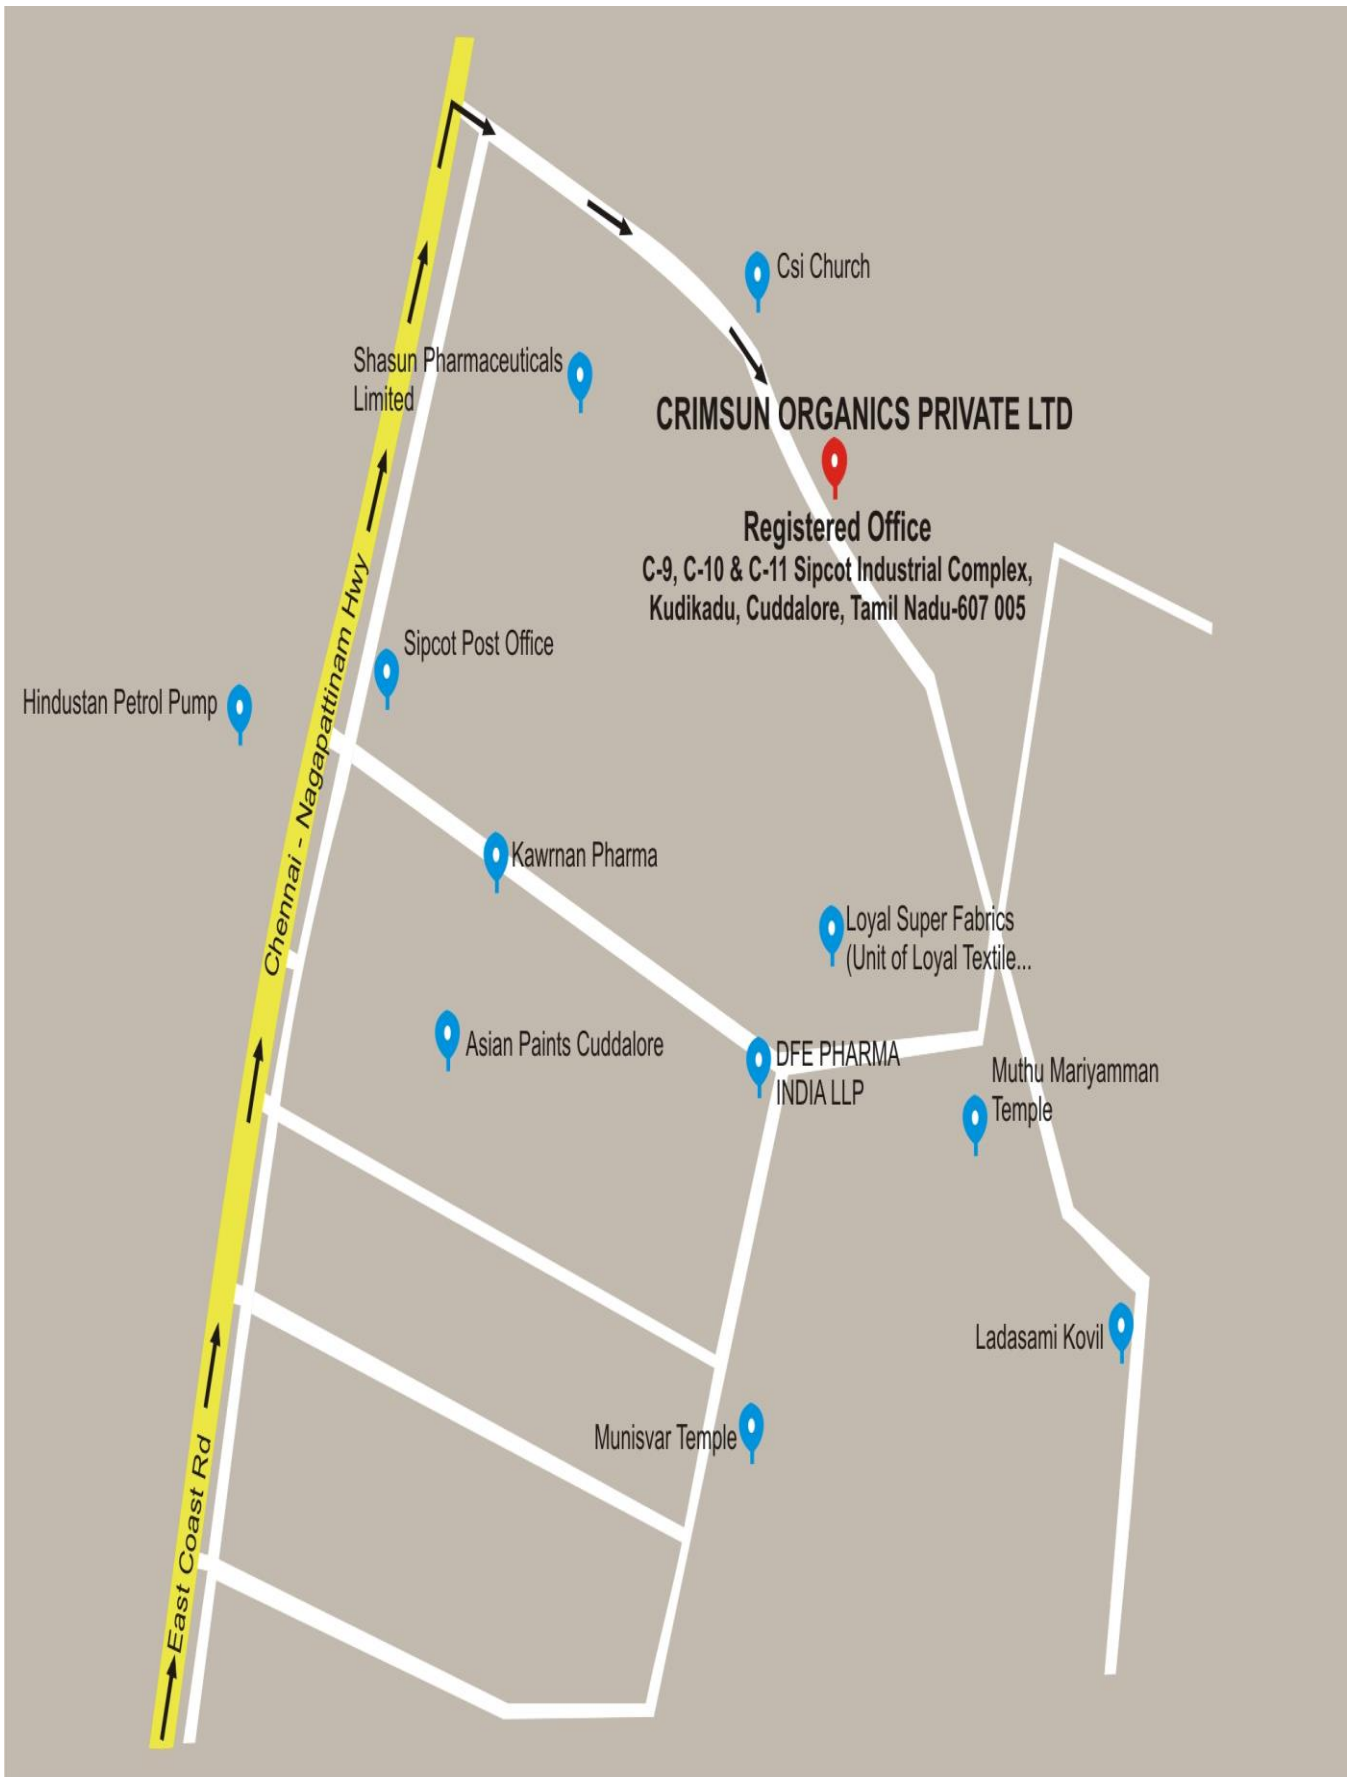 Csi Church
Shasun Pharmaceuticals
Limited
CRIMSUN ORGANICS PRIVATE LTD
Registered Office
C-9, C-10 & C-11 Sipcot Industrial Complex,
Kudikadu, Cuddalore, Tamil Nadu-607 005
Chennai - Nagapattinam Hwy
Sipcot Post Office
Hindustan Petrol Pump
Kawrnan Pharma
Loyal Super Fabrics
(Unit of Loyal Textile...
Asian Paints Cuddalore
DFE PHARMA
INDIA LLP
Muthu Mariyamman
Temple
Ladasami Kovil
Munisvar Temple
East Coast Rd